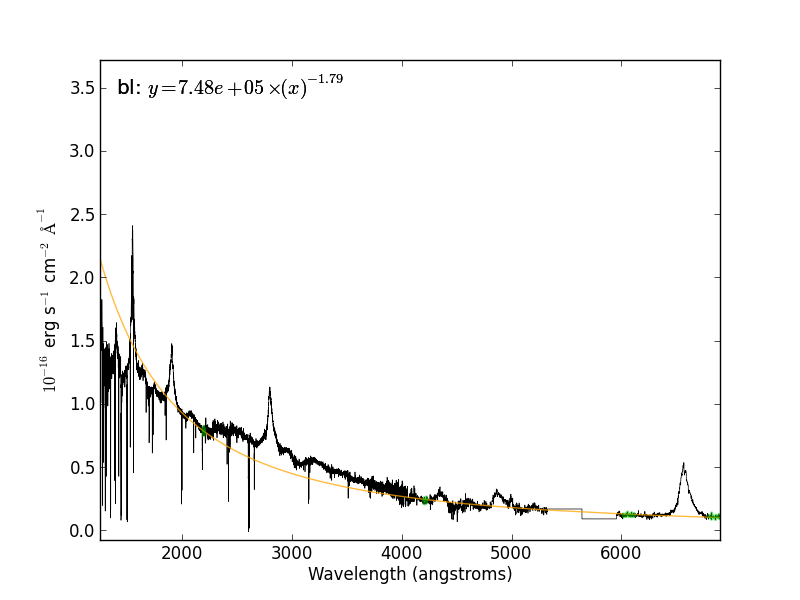 bl: y=7.48e+05×(x)^{−1.79}
3.5
3.0
2.5
2.0
1.5
1.0
0.5
0.0
10^{−16} erg s^{−1} cm^{−2} Å^{−1}
2000 3000 4000 5000 6000
Wavelength (angstroms)